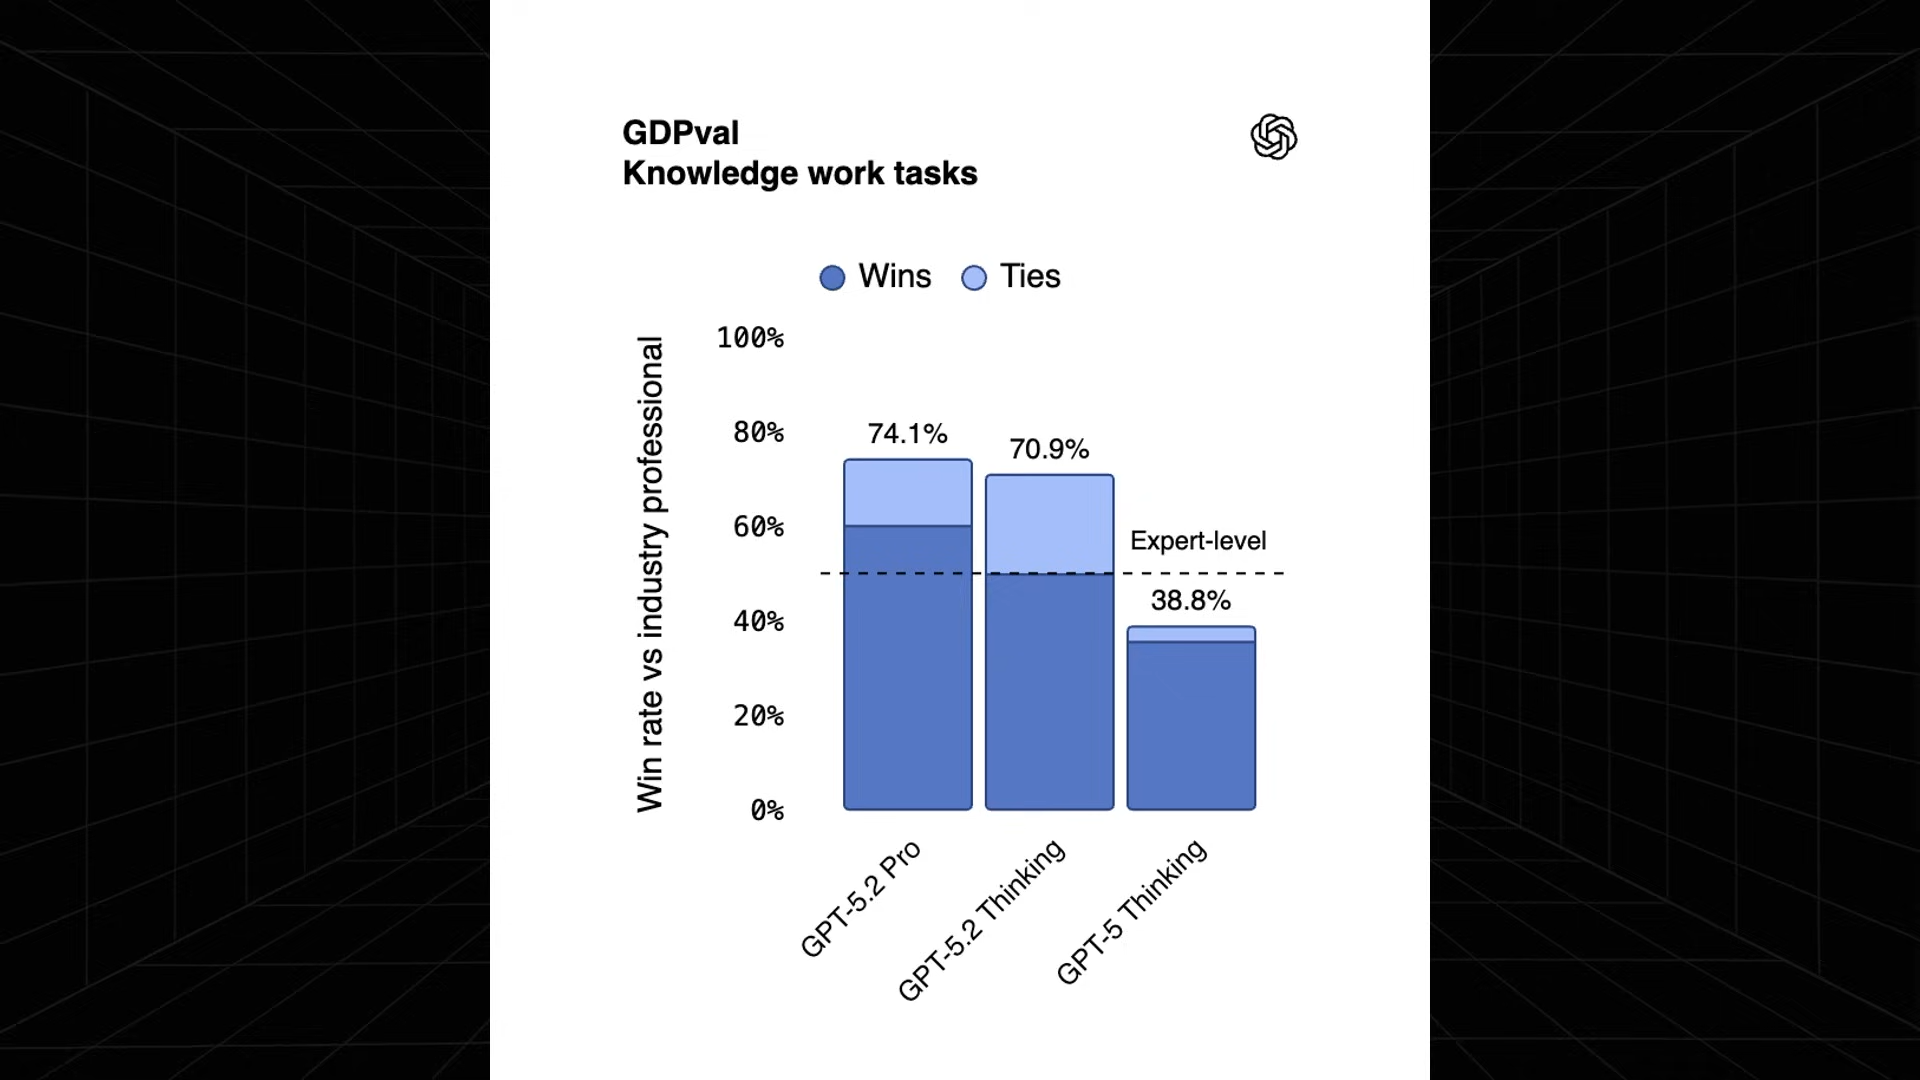 GDPval
Knowledge work tasks
Wins
Ties
Win rate vs industry professional
100%
80%
60%
40%
20%
0%
74.1%
70.9%
Expert-level
38.8%
GPT-5.2 Pro
GPT-5.2 Thinking
GPT-5 Thinking